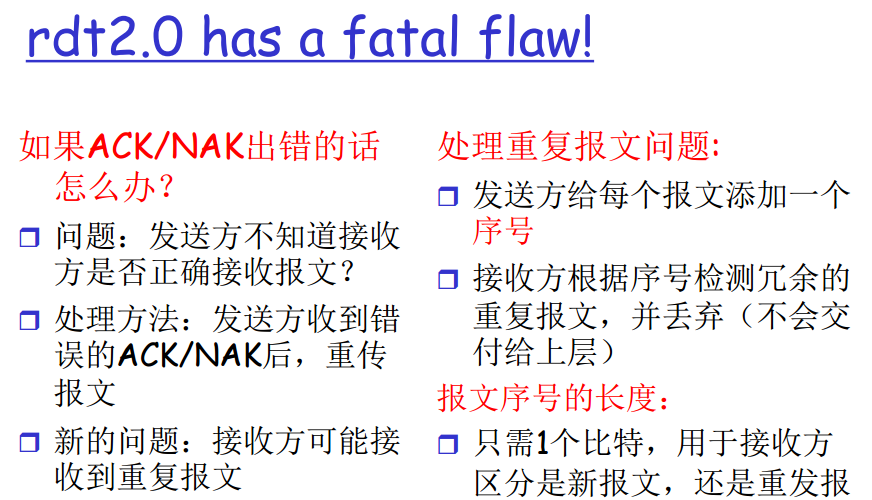 rdt2.0 has a fatal flaw!
如果ACK/NAK出错的话
怎么办？
问题：发送方不知道接收
方是否正确接收报文？
处理方法：发送方收到错
误的ACK/NAK后，重传
报文
新的问题：接收方可能接
收到重复报文
处理重复报文问题:
发送方给每个报文添加一个
序号
接收方根据序号检测冗余的
重复报文，并丢弃（不会交
付给上层）
报文序号的长度：
只需1个比特，用于接收方
区分是新报文，还是重发报